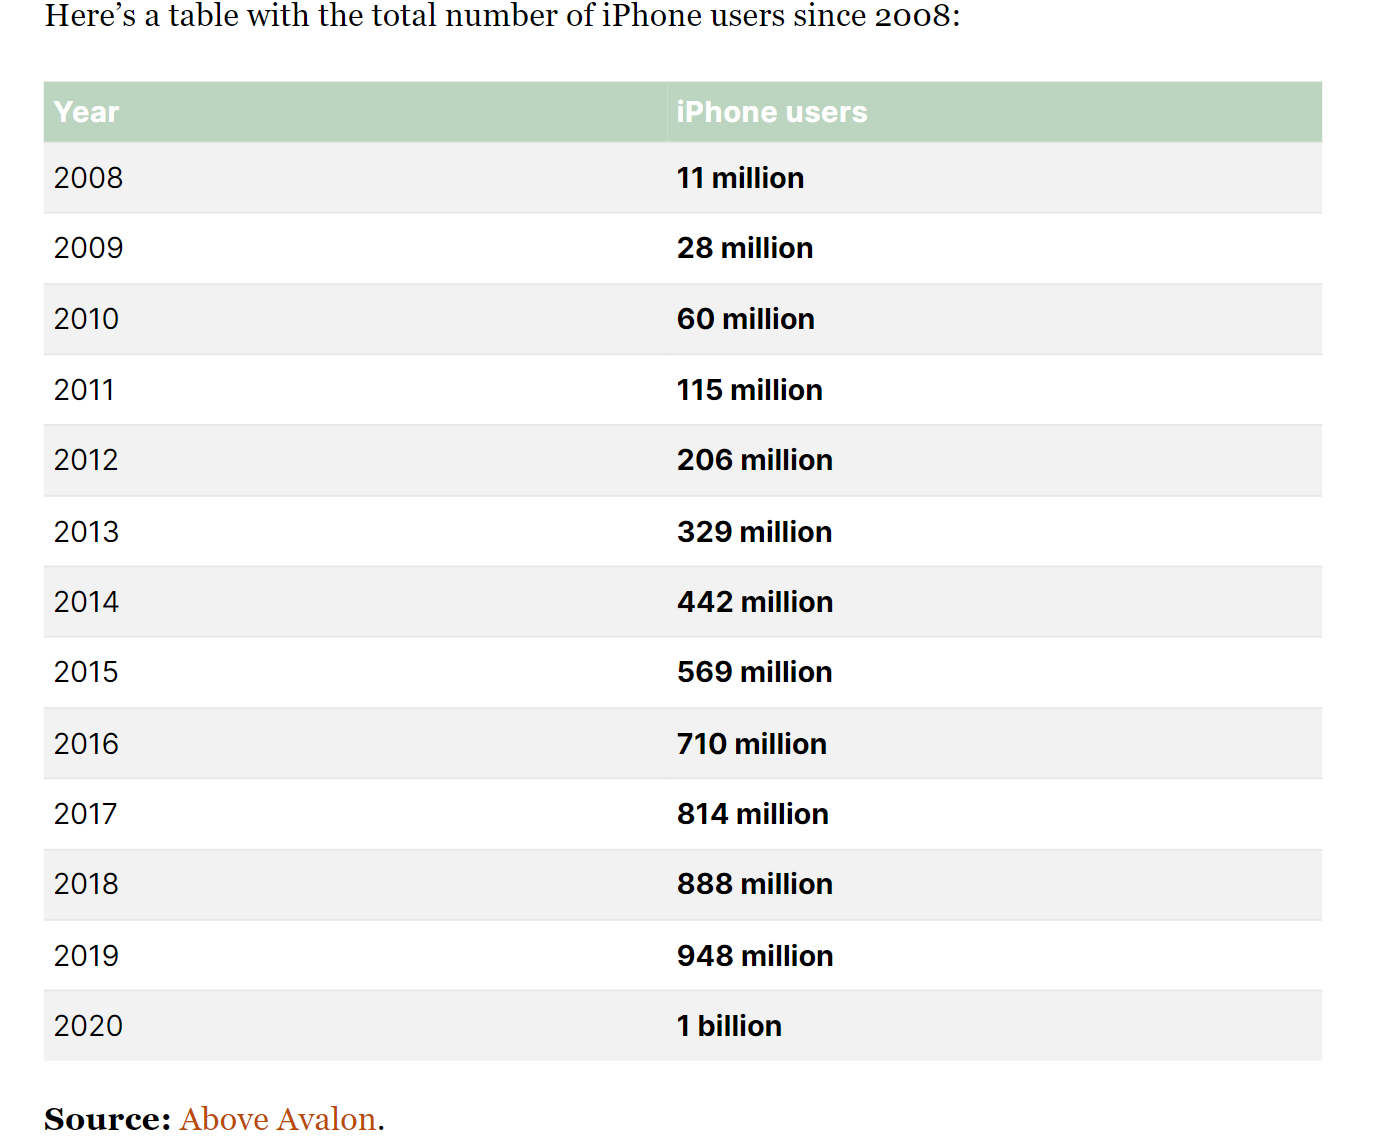 Here’s a table with the total number of iPhone users since 2008:
Year iPhone users
2008 11 million
2009 28 million
2010 60 million
2011 115 million
2012 206 million
2013 329 million
2014 442 million
2015 569 million
2016 710 million
2017 814 million
2018 888 million
2019 948 million
2020 1 billion
Source: Above Avalon.